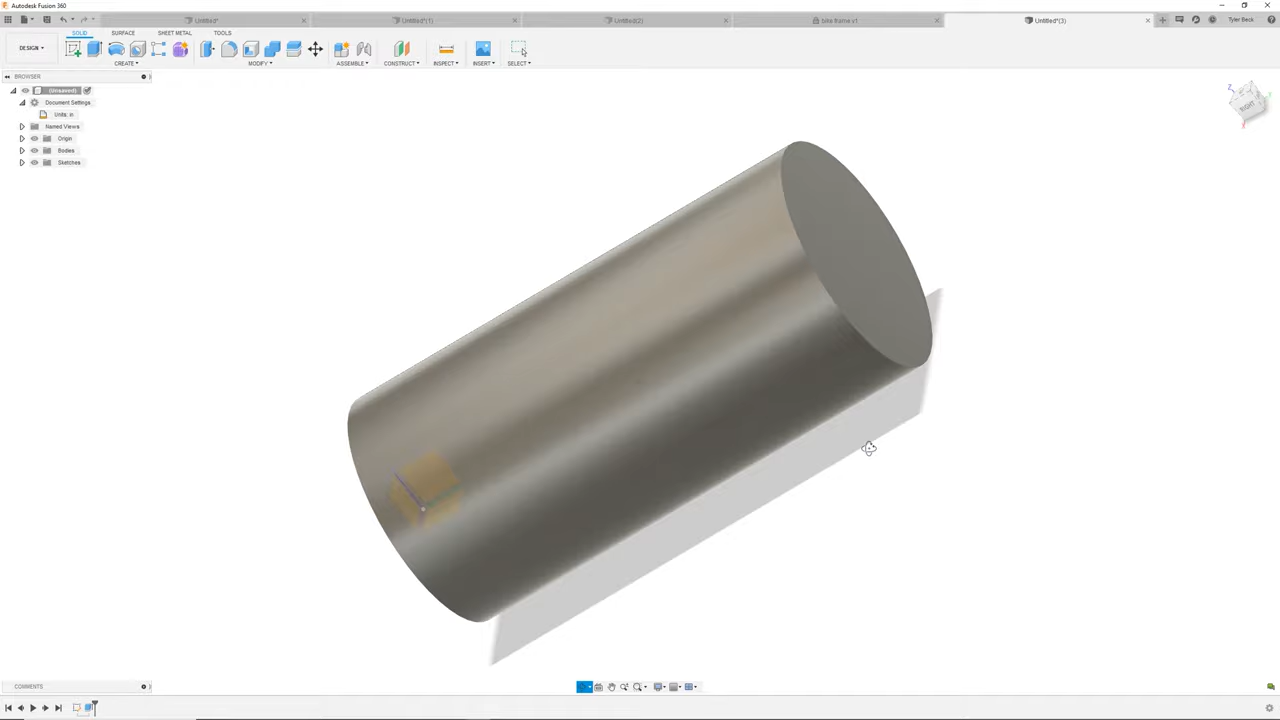 Autodesk Fusion 360
Untitled*
Untitled*(1)
Untitled(2)
bike frame v1
Untitled*(3)
Tyler Beck
DESIGN
SOLID
SURFACE
SHEET METAL
TOOLS
CREATE
MODIFY
ASSEMBLE
CONSTRUCT
INSPECT
INSERT
SELECT
BROWSER
(Unsaved)
Document Settings
Units: in
Named Views
Origin
Bodies
Sketches
Z
RIGHT
X
COMMENTS